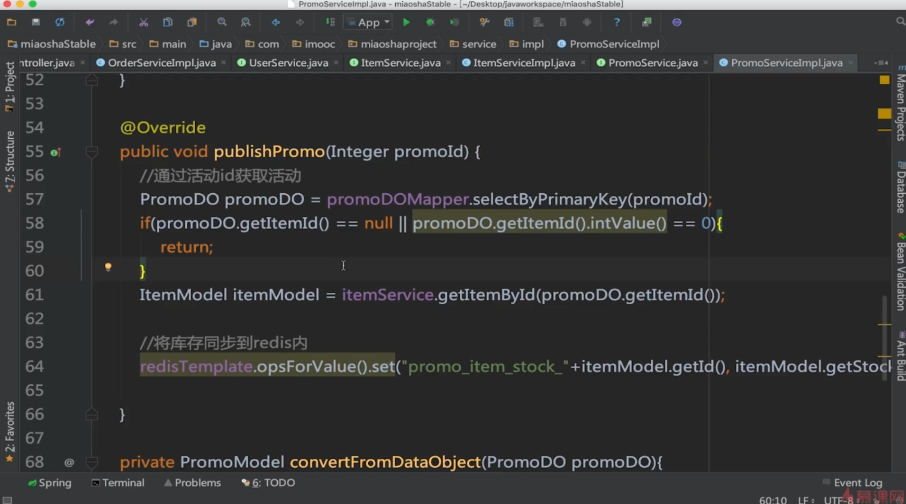 PromoServiceImpl.java - miaoshaStable - [~/Desktop/javaworkspace/miaoshaStable]
App
miaoshaStable src main java com imooc miaoshaproject service impl PromoServiceImpl
ntroller.java OrderServiceImpl.java UserService.java ItemService.java ItemServiceImpl.java PromoService.java PromoServiceImpl.java
1: Project
7: Structure
2: Favorites
52 }
53
54 @Override
55 public void publishPromo(Integer promoId) {
56 //通过活动id获取活动
57 PromoDO promoDO = promoDOMapper.selectByPrimaryKey(promoId);
58 if(promoDO.getItemId() == null || promoDO.getItemId().intValue() == 0){
59 return;
60 }
61 ItemModel itemModel = itemService.getItemById(promoDO.getItemId());
62
63 //将库存同步到redis内
64 redisTemplate.opsForValue().set("promo_item_stock_"+itemModel.getId(), itemModel.getStock
65
66 }
67
68 @ private PromoModel convertFromDataObject(PromoDO promoDO){
Maven Projects
Database
Bean Validation
Ant Build
Spring Terminal Problems 6: TODO Event Log
60:10 LF UTF-8